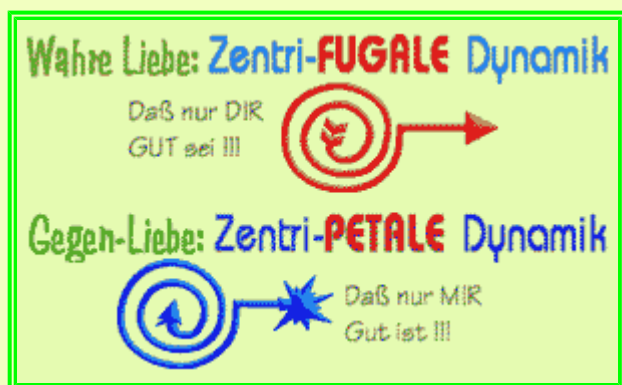 Wahre Liebe: Zentri-FUGALE Dynamik
Daß nur DIR
GUT sei !!!
Gegen-Liebe: Zentri-PETALE Dynamik
Daß nur MIR
Gut ist !!!